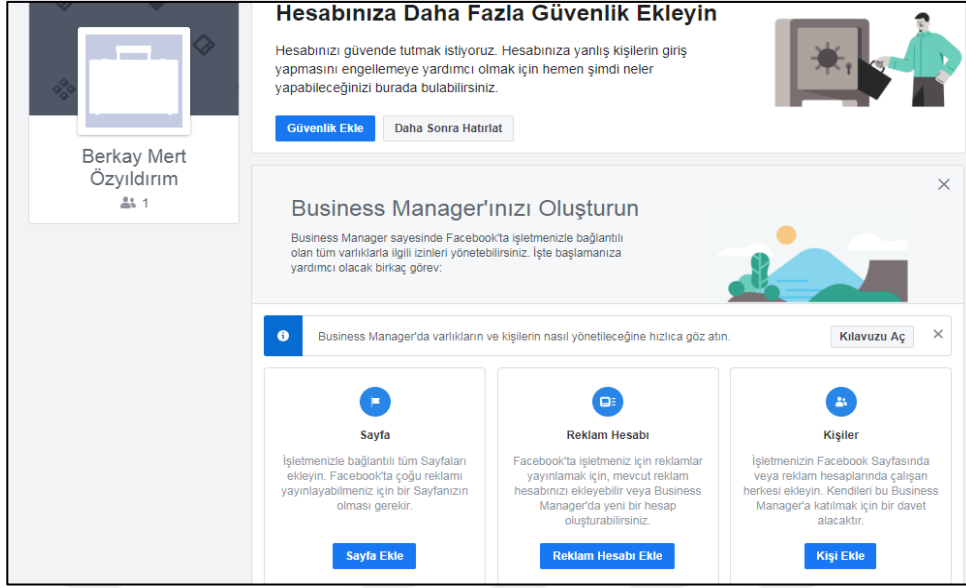 Hesabınıza Daha Fazla Güvenlik Ekleyin
Hesabınızı güvende tutmak istiyoruz. Hesabınıza yanlış kişilerin giriş
yapmasını engellemeye yardımcı olmak için hemen şimdi neler
yapabileceğinizi burada bulabilirsiniz.
Güvenlik Ekle
Daha Sonra Hatırlat
Berkay Mert
Özyıldırım
1
Business Manager'ınızı Oluşturun
Business Manager sayesinde Facebook'ta işletmenizle bağlantılı
olan tüm varlıklarla ilgili izinleri yönetebilirsiniz. İşte başlamanıza
yardımcı olacak birkaç görev:
Business Manager'da varlıkların ve kişilerin nasıl yönetileceğine hızlıca göz atın.
Kılavuzu Aç
Sayfa
İşletmenizle bağlantılı tüm Sayfaları
ekleyin. Facebook'ta çoğu reklamı
yayınlayabilmeniz için bir Sayfanızın
olması gerekir.
Sayfa Ekle
Reklam Hesabı
Facebook'ta işletmeniz için reklamlar
yayınlamak için, mevcut reklam
hesabınızı ekleyebilir veya Business
Manager'da yeni bir hesap
oluşturabilirsiniz.
Reklam Hesabı Ekle
Kişiler
İşletmenizin Facebook Sayfasında
veya reklam hesaplarında çalışan
herkesi ekleyin. Kendileri bu Business
Manager'a katılmak için bir davet
alacaktır.
Kişi Ekle